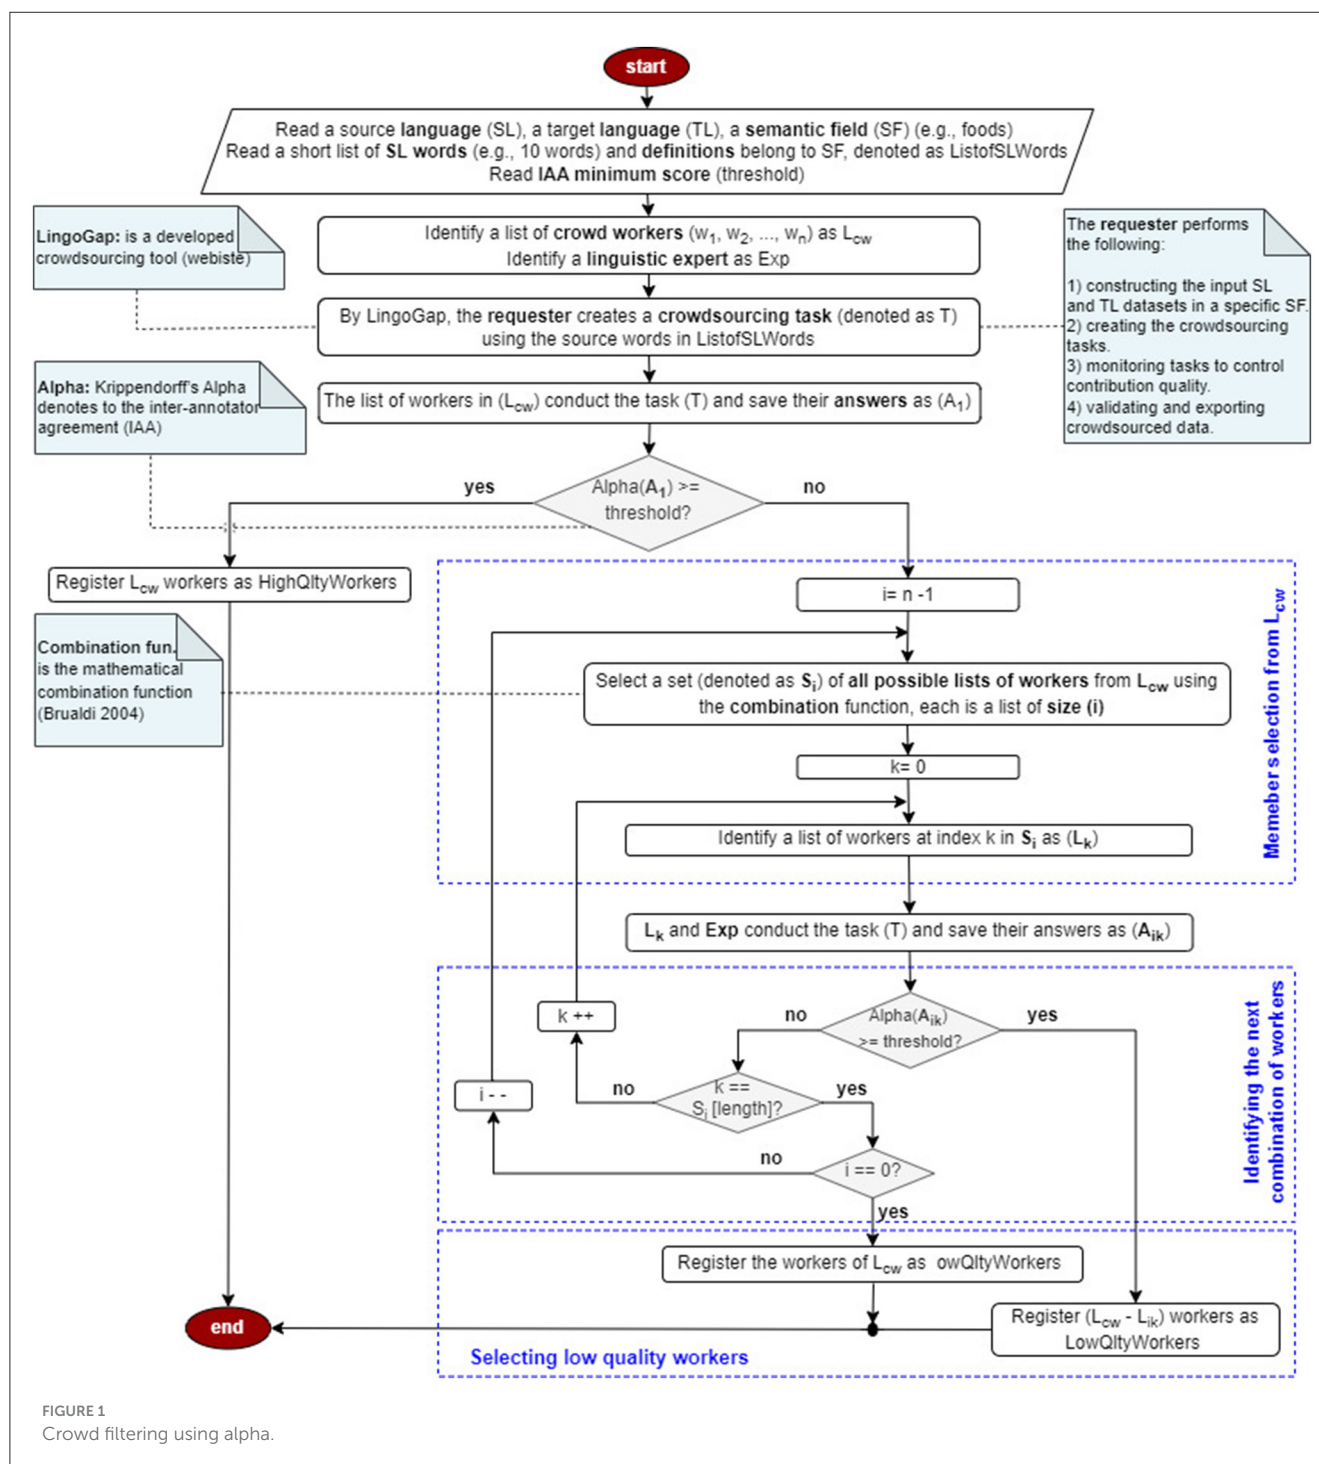 start
Read a source language (SL), a target language (TL), a semantic field (SF) (e.g., foods)
Read a short list of SL words (e.g., 10 words) and definitions belong to SF, denoted as ListofSLWords
Read IAA minimum score (threshold)
LingoGap: is a developed
crowdsourcing tool (webiste)
Identify a list of crowd workers (w1, w2, ..., wn) as Lcw
Identify a linguistic expert as Exp
The requester performs
the following:
1) constructing the input SL
and TL datasets in a specific SF.
2) creating the crowdsourcing
tasks.
3) monitoring tasks to control
contribution quality.
4) validating and exporting
crowdsourced data.
By LingoGap, the requester creates a crowdsourcing task (denoted as T)
using the source words in ListofSLWords
Alpha: Krippendorff's Alpha
denotes to the inter-annotator
agreement (IAA)
The list of workers in (Lcw) conduct the task (T) and save their answers as (A1)
yes
Alpha(A1) >=
threshold?
no
Register Lcw workers as HighQltyWorkers
i= n -1
Memeber selection from Lcw
Combination fun.
is the mathematical
combination function
(Brualdi 2004)
Select a set (denoted as Si) of all possible lists of workers from Lcw using
the combination function, each is a list of size (i)
k= 0
Identify a list of workers at index k in Si as (Lk)
Lk and Exp conduct the task (T) and save their answers as (Aik)
Identifying the next
combination of workers
k ++
no
Alpha(Aik)
>= threshold?
yes
i - -
no
k ==
Si [length]?
yes
no
i == 0?
yes
Register the workers of Lcw as owQltyWorkers
end
Register (Lcw - Lik) workers as
LowQltyWorkers
Selecting low quality workers
FIGURE 1
Crowd filtering using alpha.